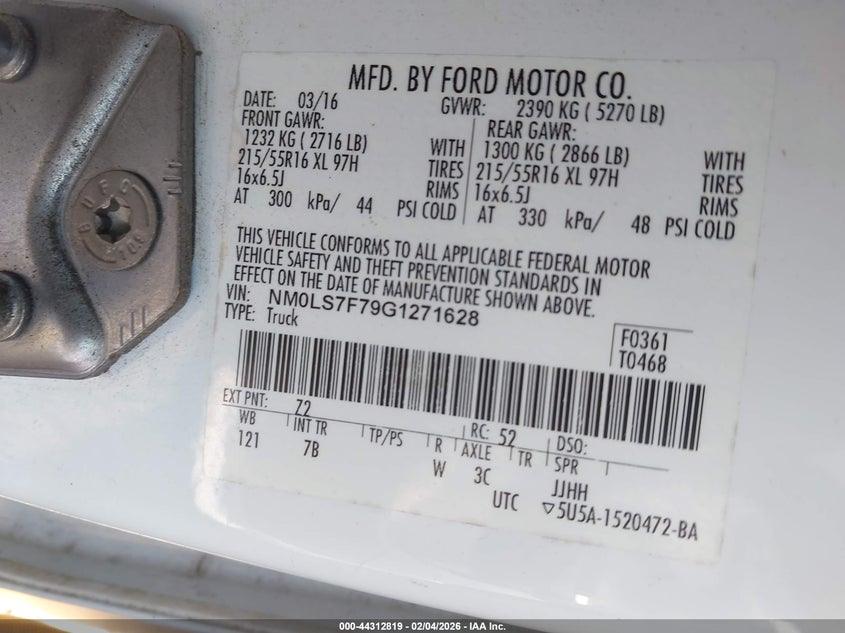 MFD. BY FORD MOTOR CO.
DATE: 03/16 GVWR: 2390 KG ( 5270 LB)
FRONT GAWR: REAR GAWR:
1232 KG ( 2716 LB) WITH 1300 KG ( 2866 LB) WITH
215/55R16 XL 97H TIRES 215/55R16 XL 97H TIRES
16x6.5J RIMS 16x6.5J RIMS
AT 300 kPa/ 44 PSI COLD AT 330 kPa/ 48 PSI COLD
THIS VEHICLE CONFORMS TO ALL APPLICABLE FEDERAL MOTOR
VEHICLE SAFETY AND THEFT PREVENTION STANDARDS IN
EFFECT ON THE DATE OF MANUFACTURE SHOWN ABOVE.
VIN: NM0LS7F79G1271628
TYPE: Truck
F0361
T0468
EXT PNT: Z2 RC: 52 DSO:
WB INT TR TP/PS R AXLE TR SPR
121 7B W 3C JJHH
UTC ▽5U5A-1520472-BA
000-44312819 - 02/04/2026 - IAA Inc.